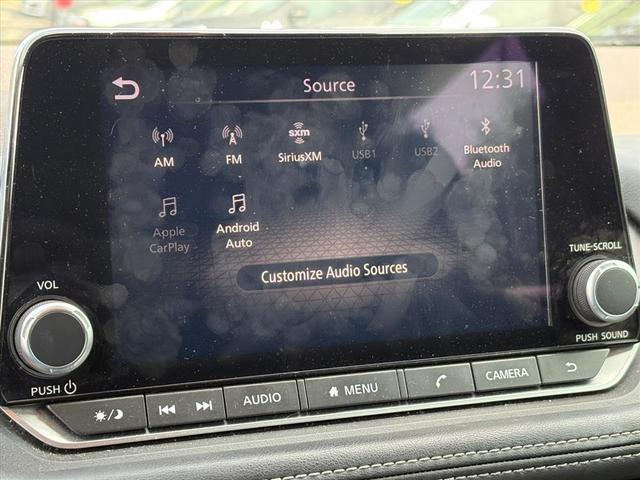 Source
12:31
AM
FM
sxm
SiriusXM
USB1
USB2
Bluetooth
Audio
Apple
CarPlay
Android
Auto
Customize Audio Sources
VOL
PUSH
TUNE·SCROLL
PUSH SOUND
AUDIO
MENU
CAMERA